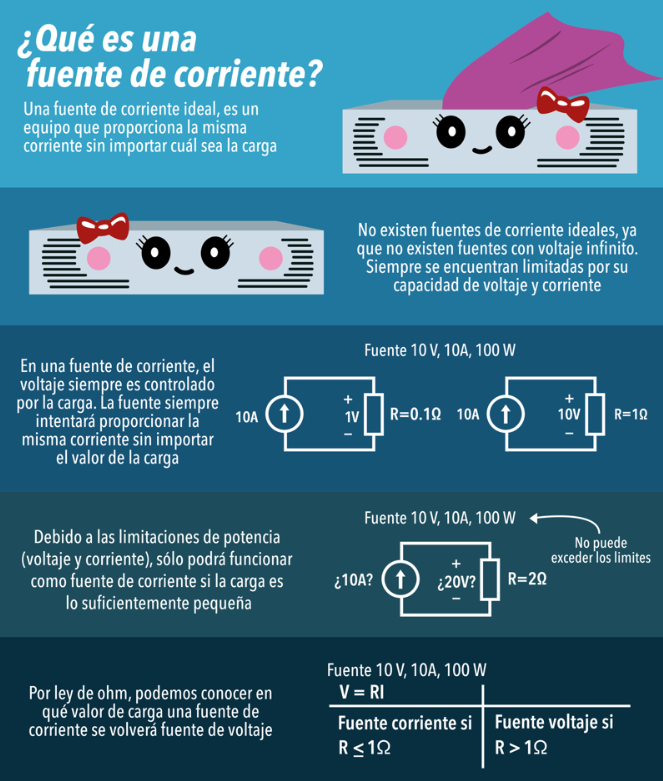 ¿Qué es una
fuente de corriente?
Una fuente de corriente ideal, es un
equipo que proporciona la misma
corriente sin importar cuál sea la carga
No existen fuentes de corriente ideales, ya
que no existen fuentes con voltaje infinito.
Siempre se encuentran limitadas por su
capacidad de voltaje y corriente
En una fuente de corriente, el
voltaje siempre es controlado
por la carga. La fuente siempre
intentará proporcionar la
misma corriente sin importar
el valor de la carga
Fuente 10 V, 10A, 100 W
10A
+
1V
–
R=0.1Ω
10A
+
10V
–
R=1Ω
Debido a las limitaciones de potencia
(voltaje y corriente), sólo podrá funcionar
como fuente de corriente si la carga es
lo suficientemente pequeña
Fuente 10 V, 10A, 100 W
No puede
exceder los limites
¿10A?
+
¿20V?
–
R=2Ω
Por ley de ohm, podemos conocer en
qué valor de carga una fuente de
corriente se volverá fuente de voltaje
Fuente 10 V, 10A, 100 W
V = RI
Fuente corriente si
R ≤ 1Ω
Fuente voltaje si
R > 1Ω